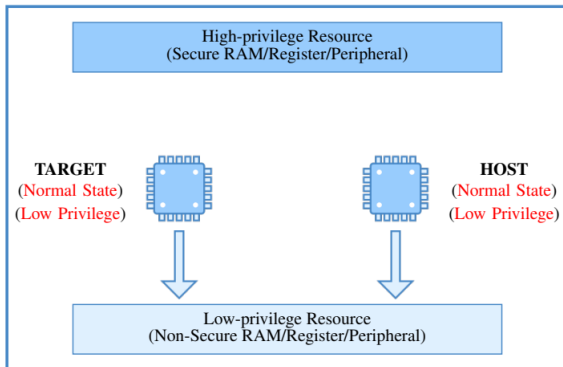 High-privilege Resource
(Secure RAM/Register/Peripheral)
TARGET
(Normal State)
(Low Privilege)
HOST
(Normal State)
(Low Privilege)
Low-privilege Resource
(Non-Secure RAM/Register/Peripheral)